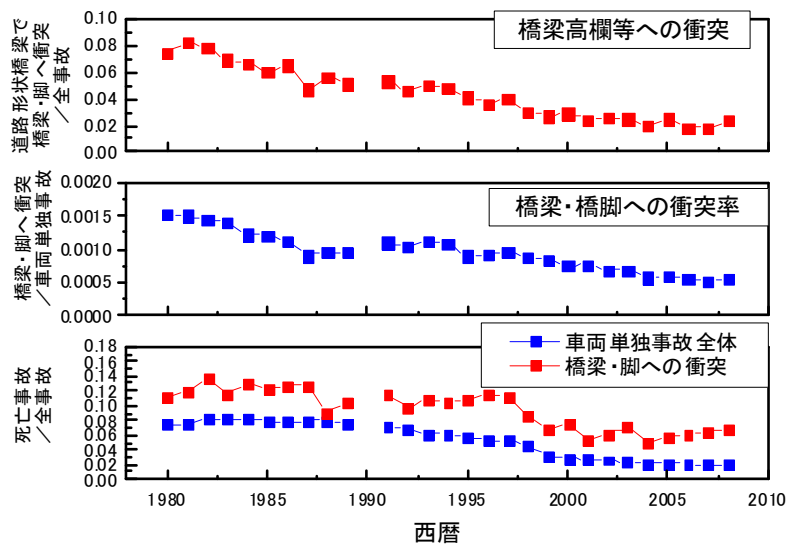 橋梁高欄等への衝突
道路形状橋梁で
橋梁・脚へ衝突
/全事故
0.10
0.08
0.06
0.04
0.02
0.00
橋梁・橋脚への衝突率
橋梁・脚へ衝突
/車両単独事故
0.0020
0.0015
0.0010
0.0005
0.0000
車両単独事故全体
橋梁・脚への衝突
死亡事故
/全事故
0.18
0.16
0.14
0.12
0.10
0.08
0.06
0.04
0.02
0.00
1980 1985 1990 1995 2000 2005 2010
西暦